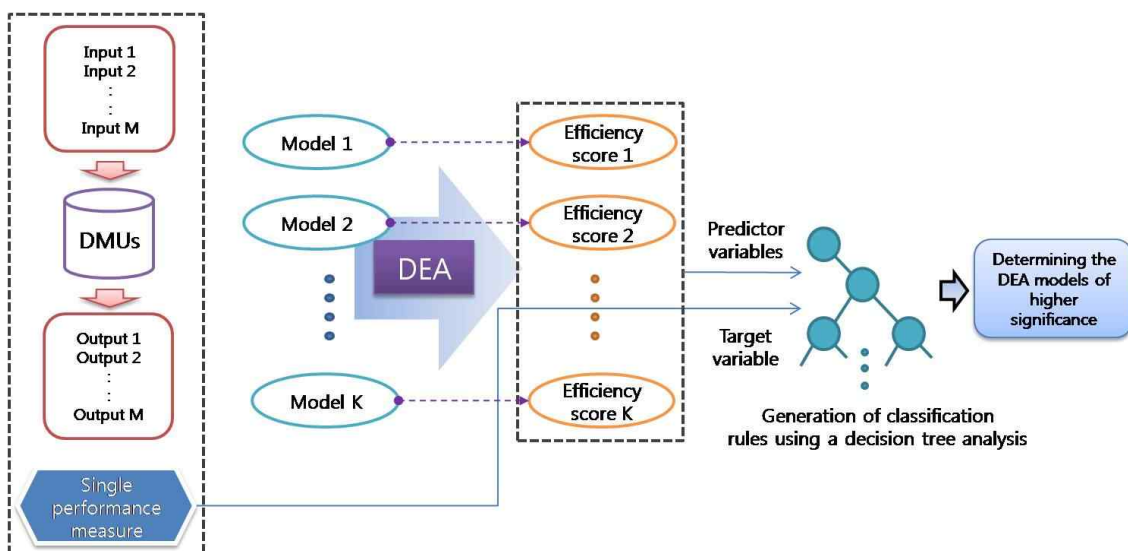 Input 1
Input 2
:
:
Input M
DMUs
Output 1
Output 2
:
:
Output M
Single
performance
measure
Model 1
Model 2
Model K
DEA
Efficiency
score 1
Efficiency
score 2
Efficiency
score K
Predictor
variables
Target
variable
Generation of classification
rules using a decision tree analysis
Determining the
DEA models of
higher
significance